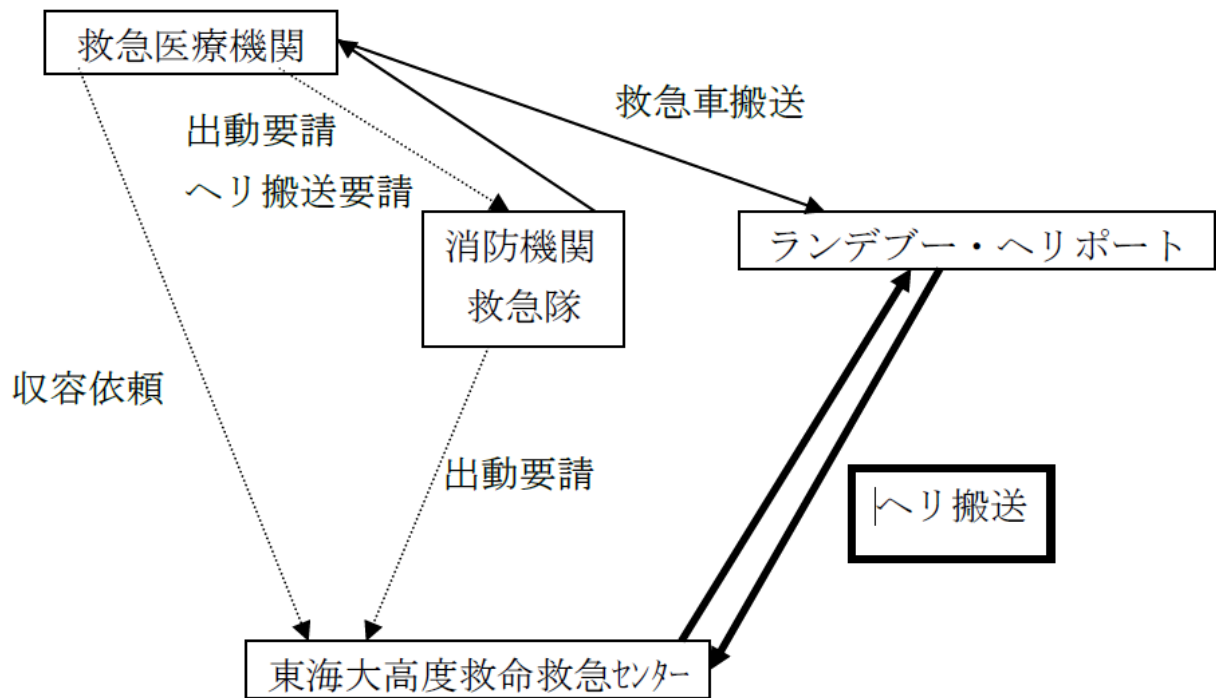 救急医療機関
救急車搬送
出動要請
ヘリ搬送要請
消防機関
救急隊
ランデブー・ヘリポート
収容依頼
出動要請
ヘリ搬送
東海大高度救命救急ｾﾝﾀｰ